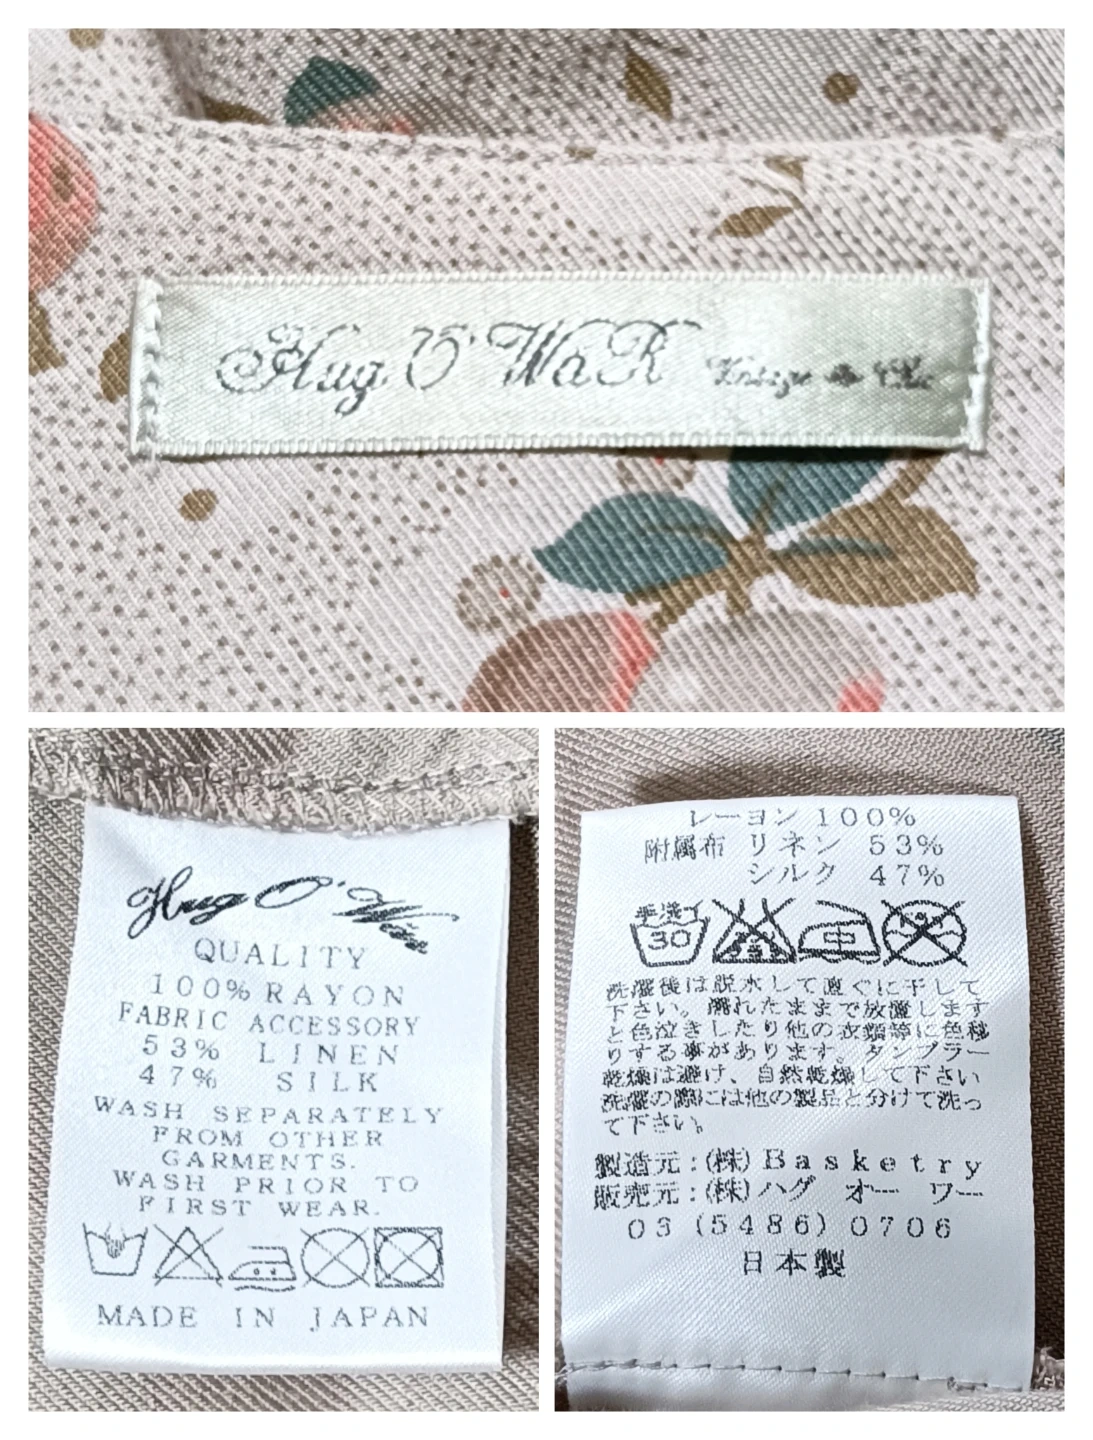 Hug O' WaR
Hug O' War
QUALITY
100% RAYON
FABRIC ACCESSORY
53% LINEN
47% SILK
WASH SEPARATELY
FROM OTHER
GARMENTS.
WASH PRIOR TO
FIRST WEAR.
MADE IN JAPAN
レーヨン 100%
附属布 リネン 53%
シルク 47%
手洗イ
30
中
洗濯後は脱水して直ぐに干して
下さい。濡れたままで放置します
と色泣きしたり他の衣類等に色移
りする事があります。タンブラー
乾燥は避け、自然乾燥して下さい
洗濯の際には他の製品と分けて洗っ
て下さい。
製造元:(株)Basketry
販売元:(株)ハグ オー ワー
03(5486)0706
日本製